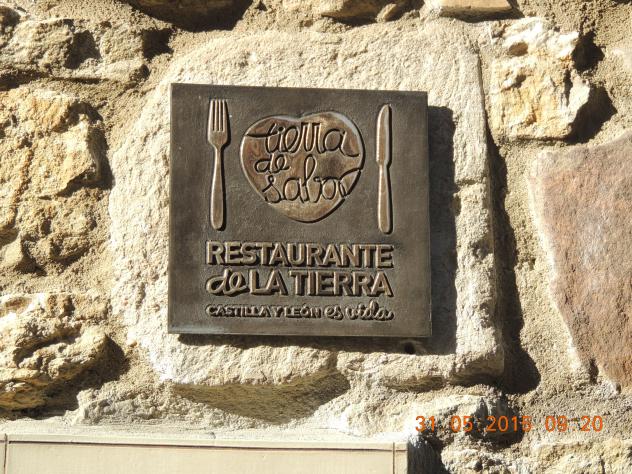 tierra
de
sabor
RESTAURANTE
de LA TIERRA
CASTILLA Y LEÓN es vida
31 05 2015 09 20